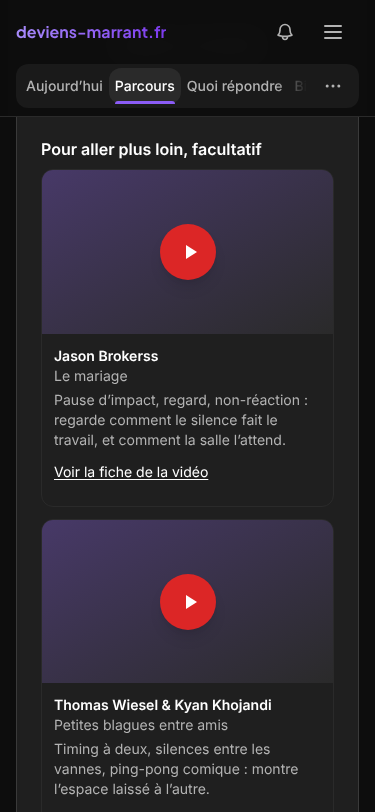 deviens-marrant.fr
Aujourd’hui Parcours Quoi répondre
Pour aller plus loin, facultatif
Jason Brokerss
Le mariage
Pause d’impact, regard, non-réaction :
regarde comment le silence fait le
travail, et comment la salle l’attend.
Voir la fiche de la vidéo
Thomas Wiesel & Kyan Khojandi
Petites blagues entre amis
Timing à deux, silences entre les
vannes, ping-pong comique : montre
l’espace laissé à l’autre.